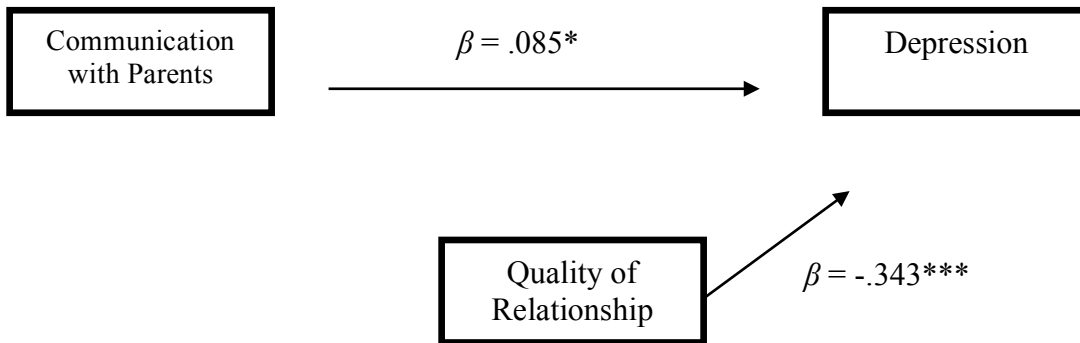 Communication
with Parents
β = .085*
Depression
Quality of
Relationship
β = -.343***